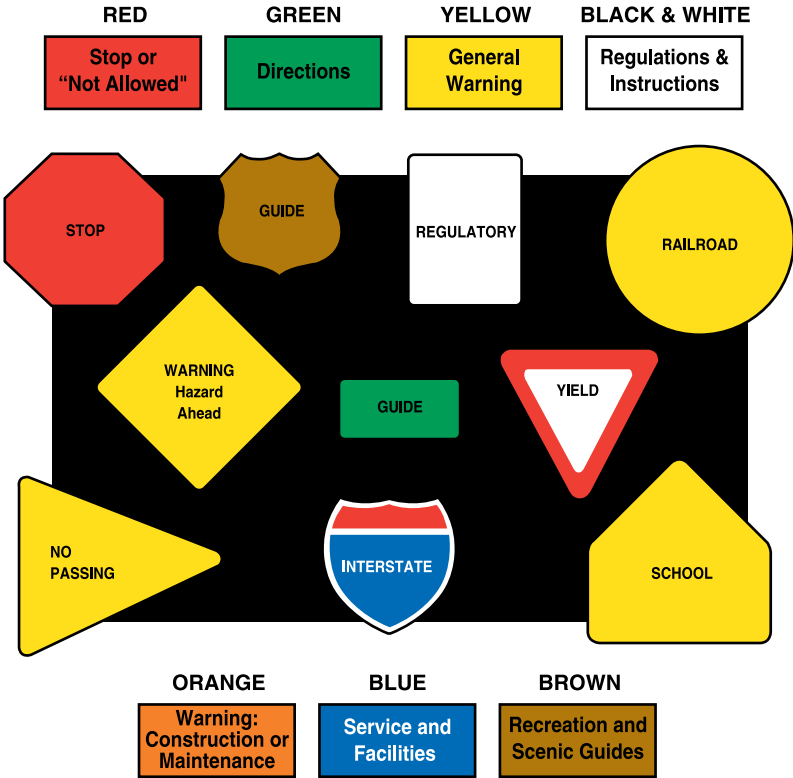 RED
GREEN
YELLOW
BLACK & WHITE
Stop or
“Not Allowed"
Directions
General
Warning
Regulations &
Instructions
STOP
GUIDE
REGULATORY
RAILROAD
WARNING
Hazard
Ahead
GUIDE
YIELD
NO
PASSING
INTERSTATE
SCHOOL
ORANGE
BLUE
BROWN
Warning:
Construction or
Maintenance
Service and
Facilities
Recreation and
Scenic Guides